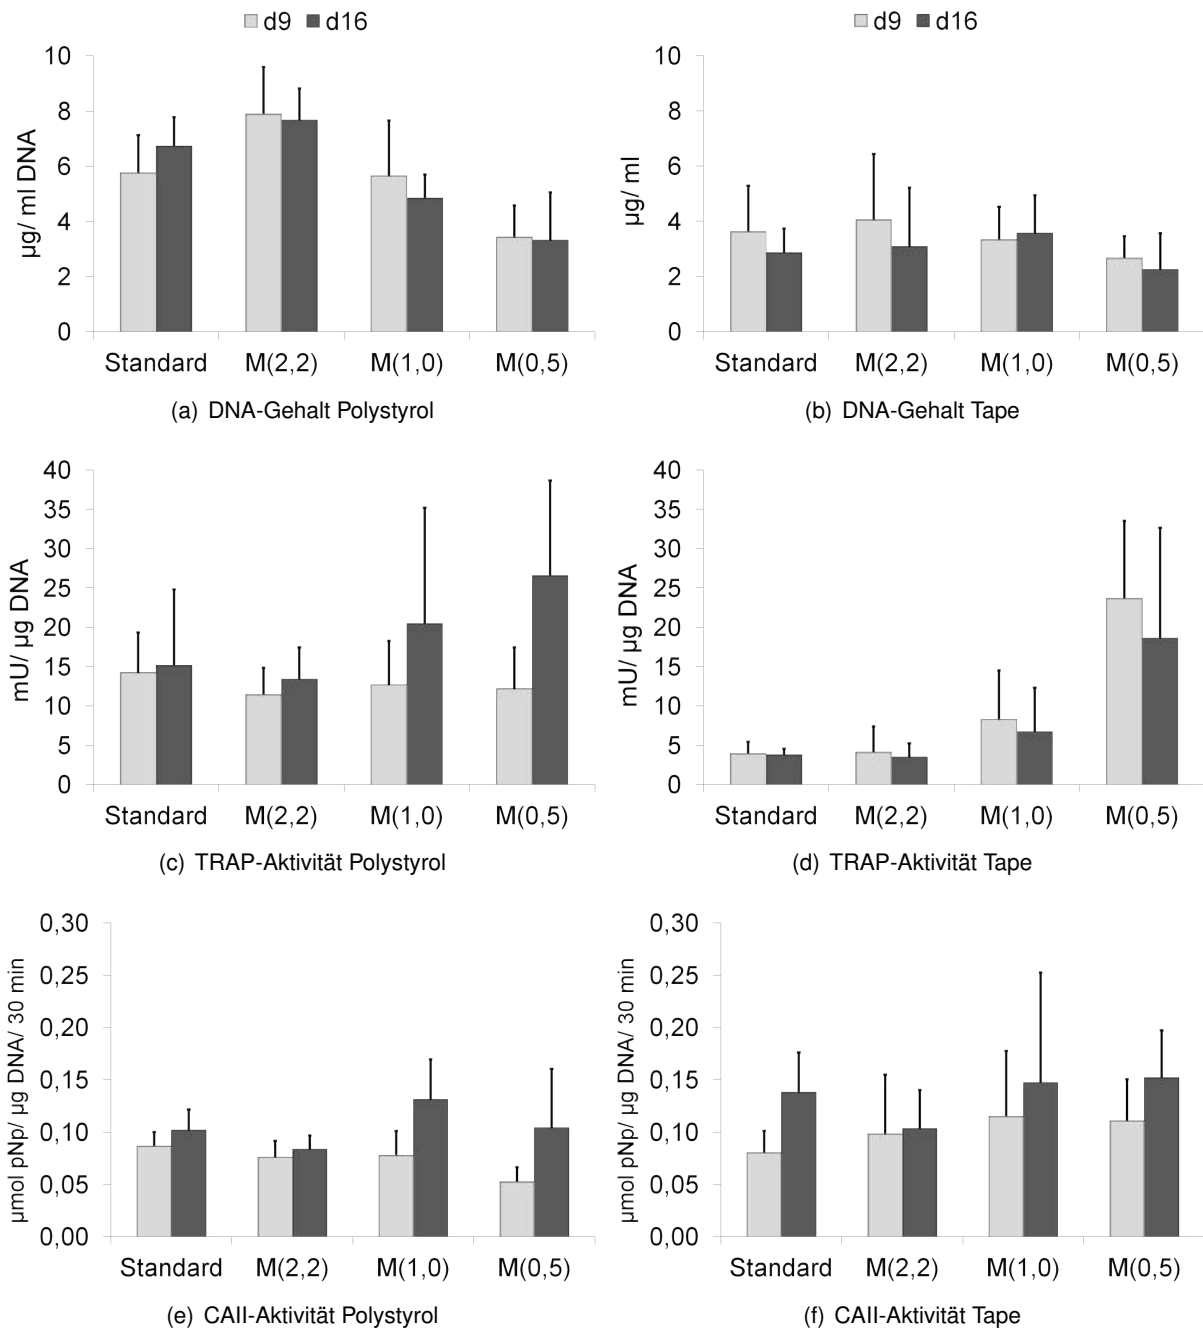 d9 d16
10
8
6
4
2
0
µg/ ml DNA
Standard M(2,2) M(1,0) M(0,5)
(a) DNA-Gehalt Polystyrol
d9 d16
10
8
6
4
2
0
µg/ ml
Standard M(2,2) M(1,0) M(0,5)
(b) DNA-Gehalt Tape
40
35
30
25
20
15
10
5
0
mU/ µg DNA
Standard M(2,2) M(1,0) M(0,5)
(c) TRAP-Aktivität Polystyrol
40
35
30
25
20
15
10
5
0
mU/ µg DNA
Standard M(2,2) M(1,0) M(0,5)
(d) TRAP-Aktivität Tape
0,30
0,25
0,20
0,15
0,10
0,05
0,00
µmol pNp/ µg DNA/ 30 min
Standard M(2,2) M(1,0) M(0,5)
(e) CAII-Aktivität Polystyrol
0,30
0,25
0,20
0,15
0,10
0,05
0,00
µmol pNp/ µg DNA/ 30 min
Standard M(2,2) M(1,0) M(0,5)
(f) CAII-Aktivität Tape